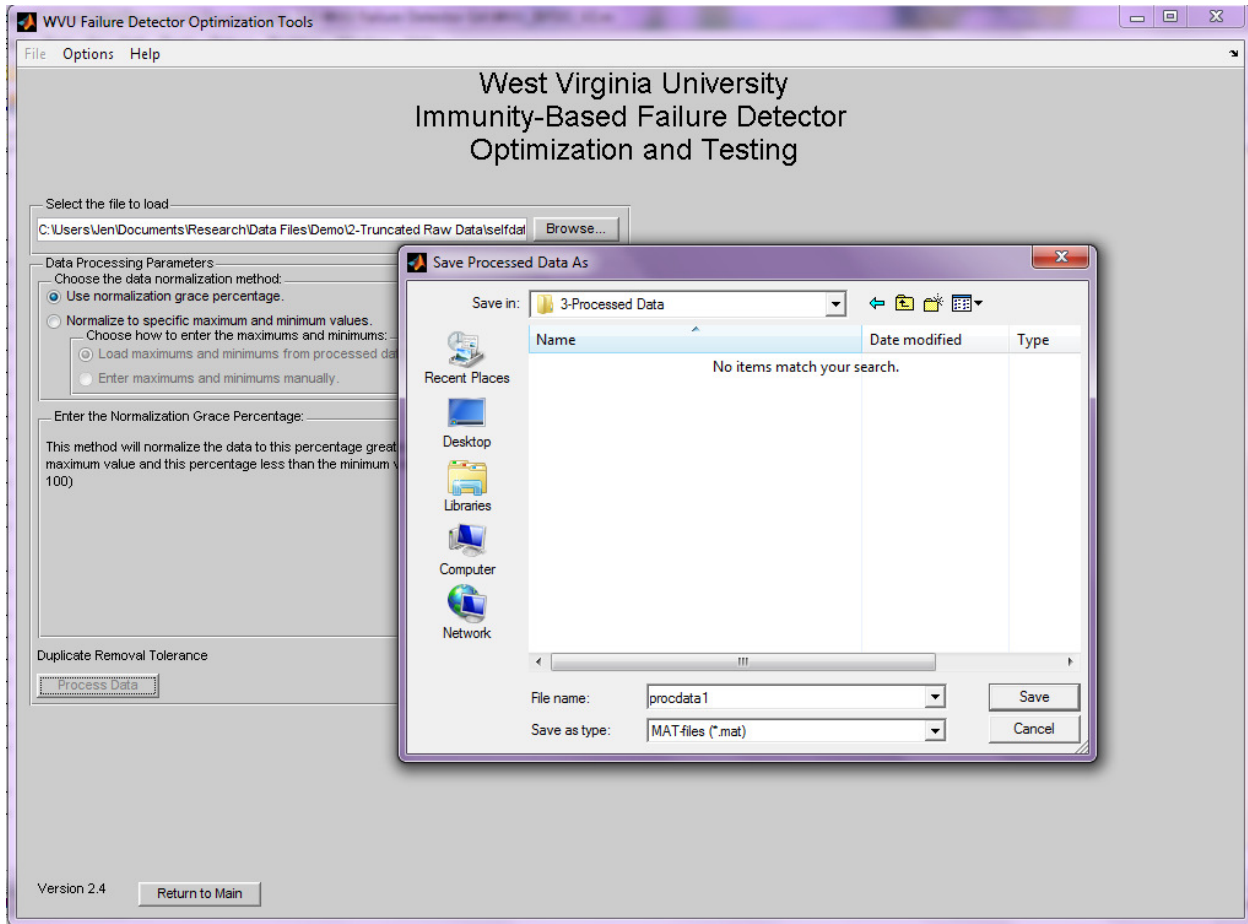 WVU Failure Detector Optimization Tools
File Options Help
West Virginia University
Immunity-Based Failure Detector
Optimization and Testing
Select the file to load
C:\Users\Jen\Documents\Research\Data Files\Demo\2-Truncated Raw Data\selfdat
Browse...
Data Processing Parameters
Choose the data normalization method:
Use normalization grace percentage.
Normalize to specific maximum and minimum values.
Choose how to enter the maximums and minimums:
Load maximums and minimums from processed da
Enter maximums and minimums manually.
Enter the Normalization Grace Percentage:
This method will normalize the data to this percentage great
maximum value and this percentage less than the minimum v
100)
Duplicate Removal Tolerance
Process Data
Save Processed Data As
Save in: 3-Processed Data
Name Date modified Type
No items match your search.
Recent Places
Desktop
Libraries
Computer
Network
File name: procdata1 Save
Save as type: MAT-files (*.mat) Cancel
Version 2.4 Return to Main